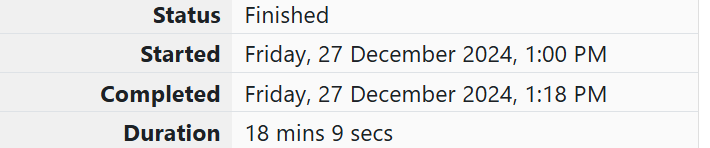 Status Finished
Started Friday, 27 December 2024, 1:00 PM
Completed Friday, 27 December 2024, 1:18 PM
Duration 18 mins 9 secs